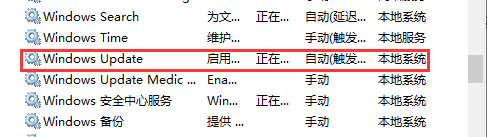 Windows Search 为文... 正在... 自动(延迟... 本地系统
Windows Time 维护... 手动(触发... 本地服务
Windows Update 启用... 正在... 自动(触发... 本地系统
Windows Update Medic ... Ena... 手动 本地系统
Windows 安全中心服务 Win... 正在... 手动 本地系统
Windows 备份 提供 ... 手动 本地系统